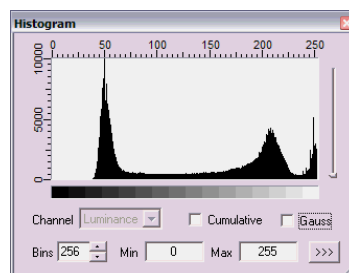 Histogram
0 50 100 150 200 250
10000
5000
0
Channel Luminance Cumulative Gauss
Bins 256 Min 0 Max 255 >>>